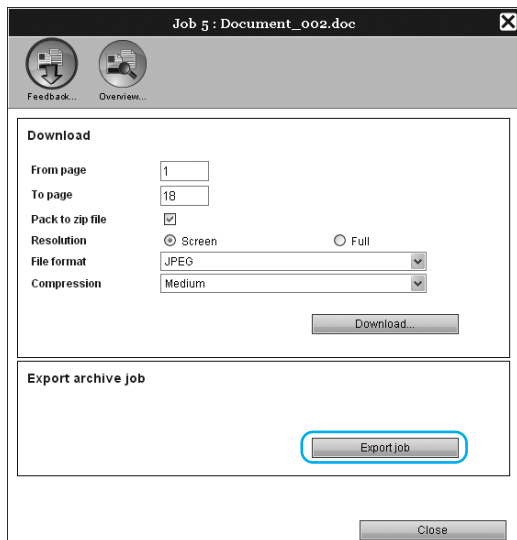 Job 5 : Document_002.doc
Feedback... Overview...
Download
From page 1
To page 18
Pack to zip file
Resolution Screen Full
File format JPEG
Compression Medium
Download...
Export archive job
Export job
Close